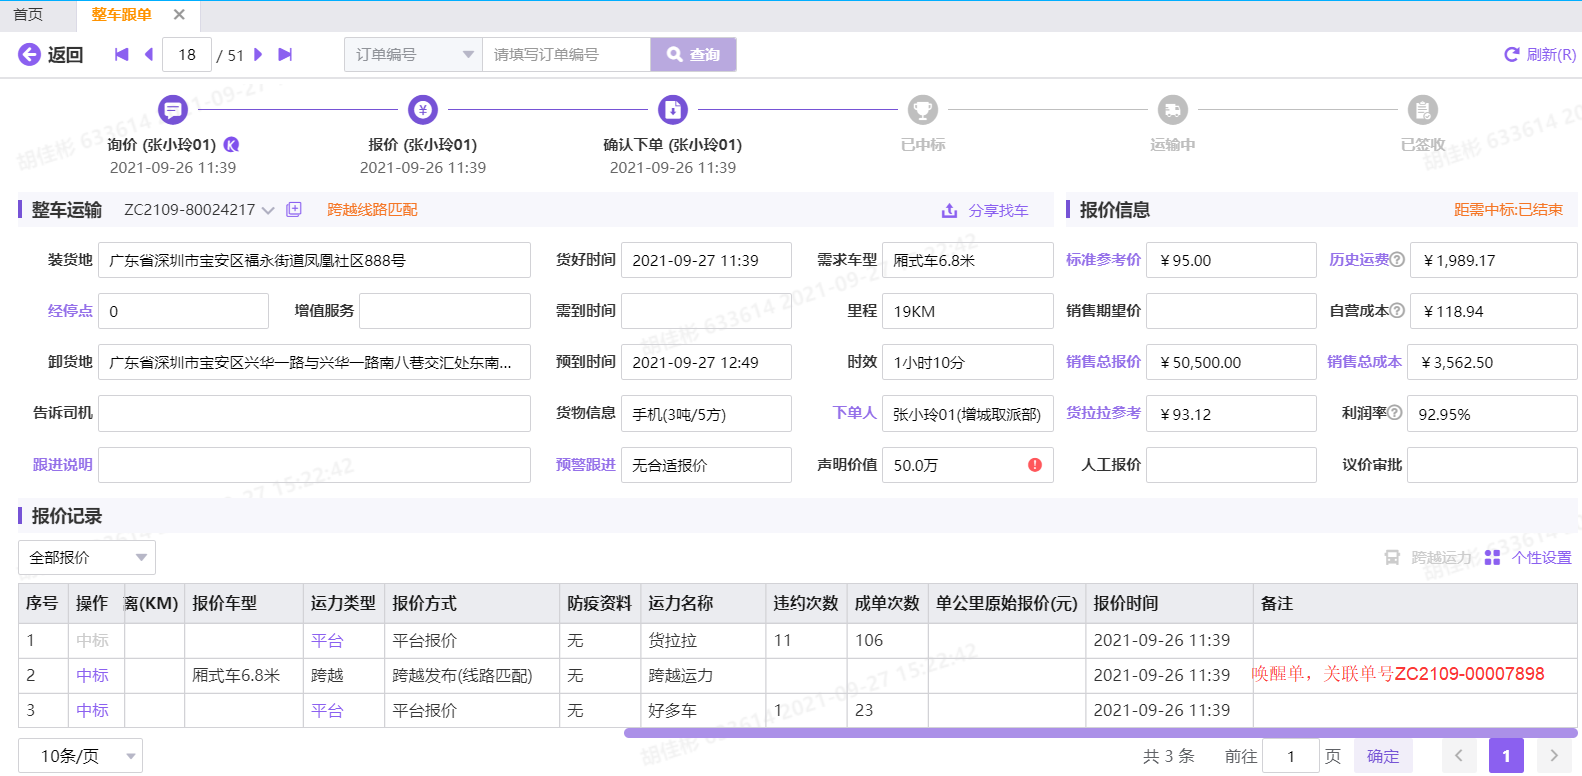 首页 整车跟单
返回 18 / 51 订单编号 请填写订单编号 查询 刷新(R)
询价 (张小玲01) 报价 (张小玲01) 确认下单 (张小玲01) 已中标 运输中 已签收
2021-09-26 11:39 2021-09-26 11:39 2021-09-26 11:39
整车运输 ZC2109-80024217 跨越线路匹配 分享找车 报价信息 距需中标:已结束
装货地 广东省深圳市宝安区福永街道凤凰社区888号 货好时间 2021-09-27 11:39 需求车型 厢式车6.8米 标准参考价 ￥95.00 历史运费 ￥1,989.17
经停点 0 增值服务 需到时间 里程 19KM 销售期望价 自营成本 ￥118.94
卸货地 广东省深圳市宝安区兴华一路与兴华一路南八巷交汇处东南... 预到时间 2021-09-27 12:49 时效 1小时10分 销售总报价 ￥50,500.00 销售总成本 ￥3,562.50
告诉司机 货物信息 手机(3吨/5方) 下单人 张小玲01(增城取派部) 货拉拉参考 ￥93.12 利润率 92.95%
跟进说明 预警跟进 无合适报价 声明价值 50.0万 人工报价 议价审批
报价记录
全部报价 跨越运力 个性设置
序号 操作 离(KM) 报价车型 运力类型 报价方式 防疫资料 运力名称 违约次数 成单次数 单公里原始报价(元) 报价时间 备注
1 中标 平台 平台报价 无 货拉拉 11 106 2021-09-26 11:39
2 中标 厢式车6.8米 跨越 跨越发布(线路匹配) 无 跨越运力 2021-09-26 11:39 唤醒单，关联单号ZC2109-00007898
3 中标 平台 平台报价 无 好多车 1 23 2021-09-26 11:39
10条/页 共 3 条 前往 1 页 确定 1
胡佳彬 633614 2021-09-27 15:22:42